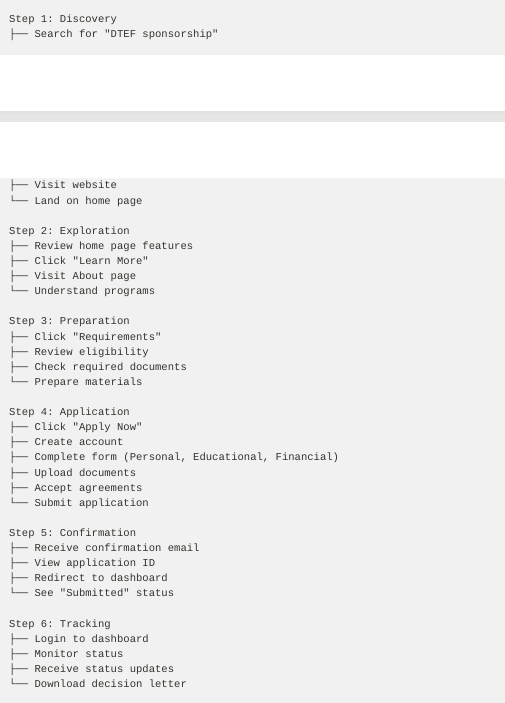 Step 1: Discovery
├── Search for "DTEF sponsorship"
├── Visit website
└── Land on home page
Step 2: Exploration
├── Review home page features
├── Click "Learn More"
├── Visit About page
└── Understand programs
Step 3: Preparation
├── Click "Requirements"
├── Review eligibility
├── Check required documents
└── Prepare materials
Step 4: Application
├── Click "Apply Now"
├── Create account
├── Complete form (Personal, Educational, Financial)
├── Upload documents
├── Accept agreements
└── Submit application
Step 5: Confirmation
├── Receive confirmation email
├── View application ID
├── Redirect to dashboard
└── See "Submitted" status
Step 6: Tracking
├── Login to dashboard
├── Monitor status
├── Receive status updates
└── Download decision letter